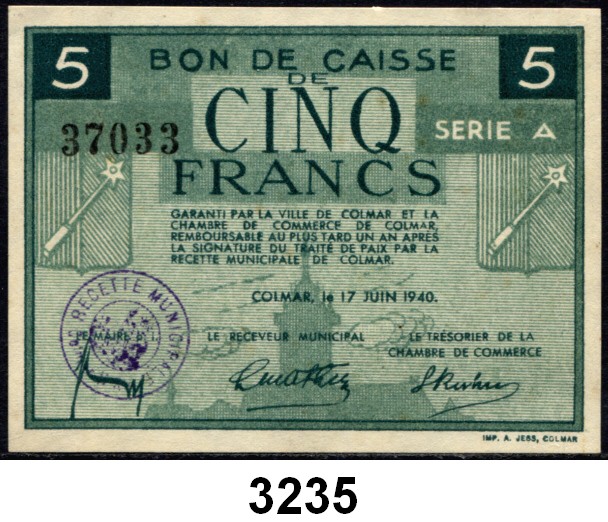 5 BON DE CAISSE 5
DE
CINQ
37033 SERIE A
FRANCS
GARANTI PAR LA VILLE DE COLMAR ET LA
CHAMBRE DE COMMERCE DE COLMAR,
REMBOURSABLE AU PLUS TARD UN AN APRÈS
LA SIGNATURE DU TRAITÉ DE PAIX PAR LA
RECETTE MUNICIPALE DE COLMAR.
COLMAR, le 17 JUIN 1940.
RECETTE MUNICIPALE
LE MAIRE LE RECEVEUR MUNICIPAL LE TRÉSORIER DE LA
CHAMBRE DE COMMERCE
IMP. A. JESS, COLMAR
3235